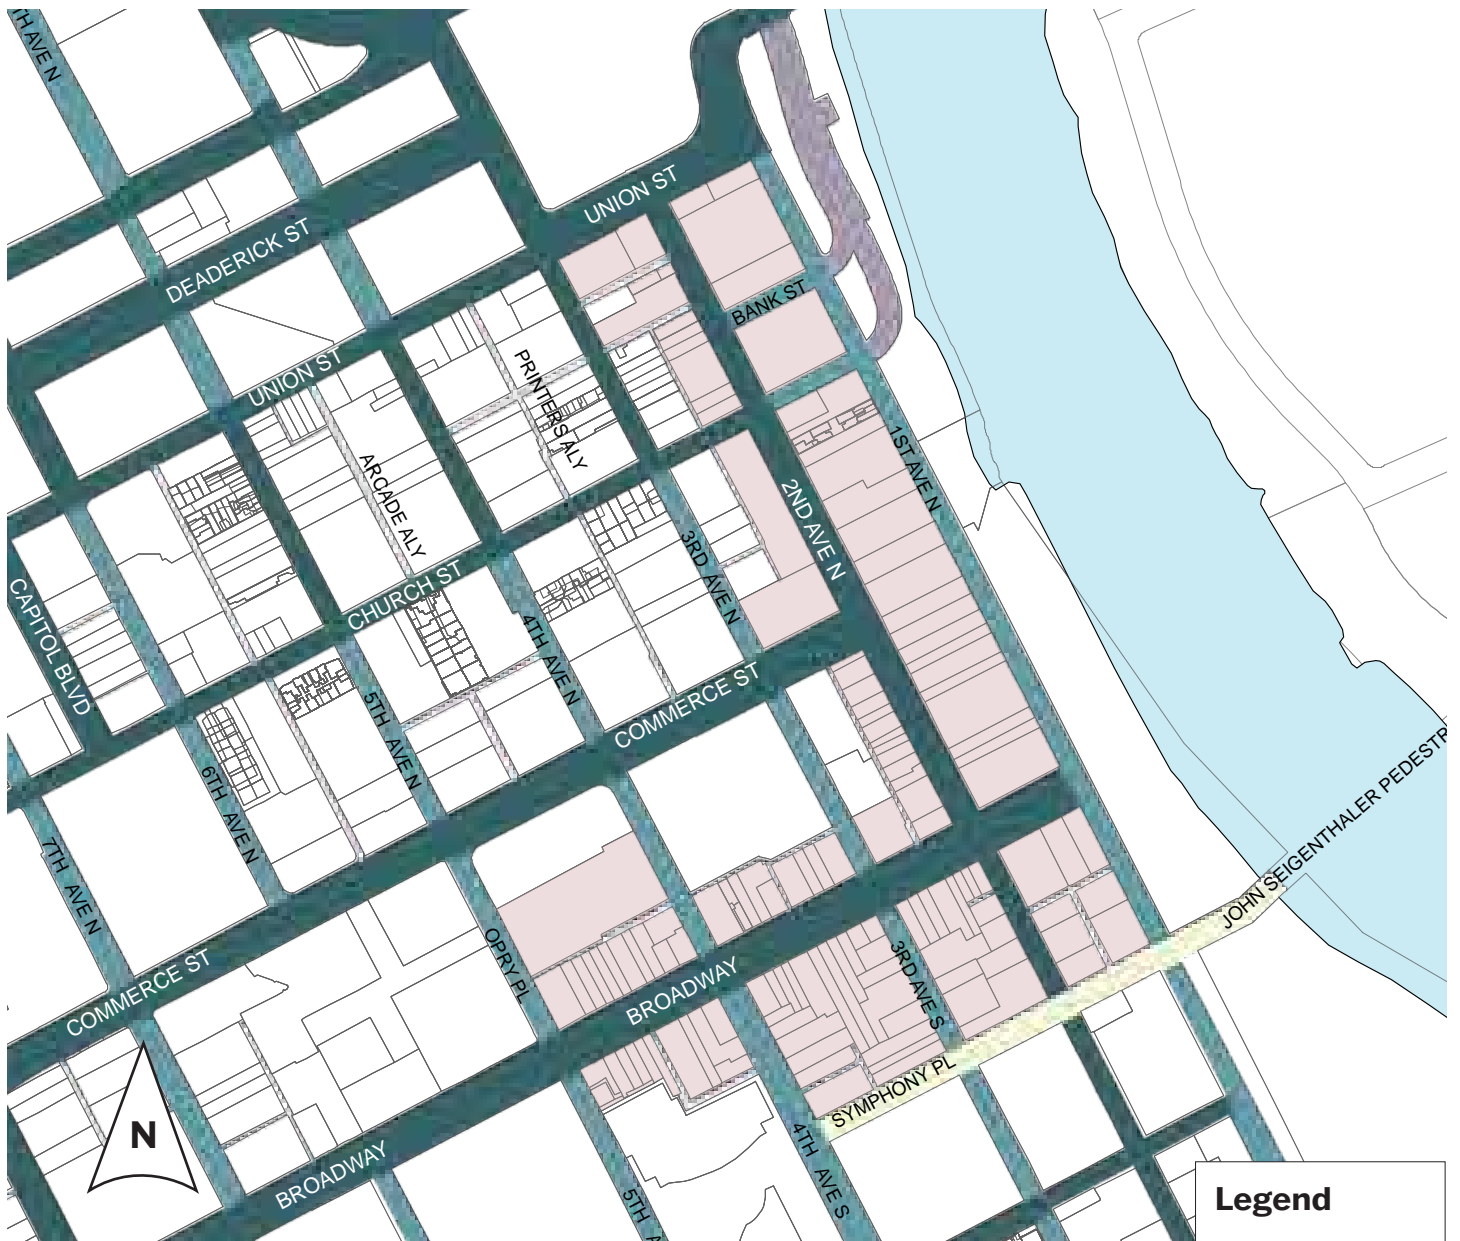 TH AVE N
UNION ST
DEADERICK ST
BANK ST
UNION ST
PRINTERS ALY
ARCADE ALY
1ST AVE N
2ND AVE N
3RD AVE N
CHURCH ST
CAPITOL BLVD
4TH AVE N
5TH AVE N
COMMERCE ST
6TH AVE N
7TH AVE N
JOHN SEIGENTHALER PEDESTR
OPRY PL
COMMERCE ST
BROADWAY
3RD AVE S
SYMPHONY PL
N
4TH AVE S
BROADWAY
5TH A
Legend